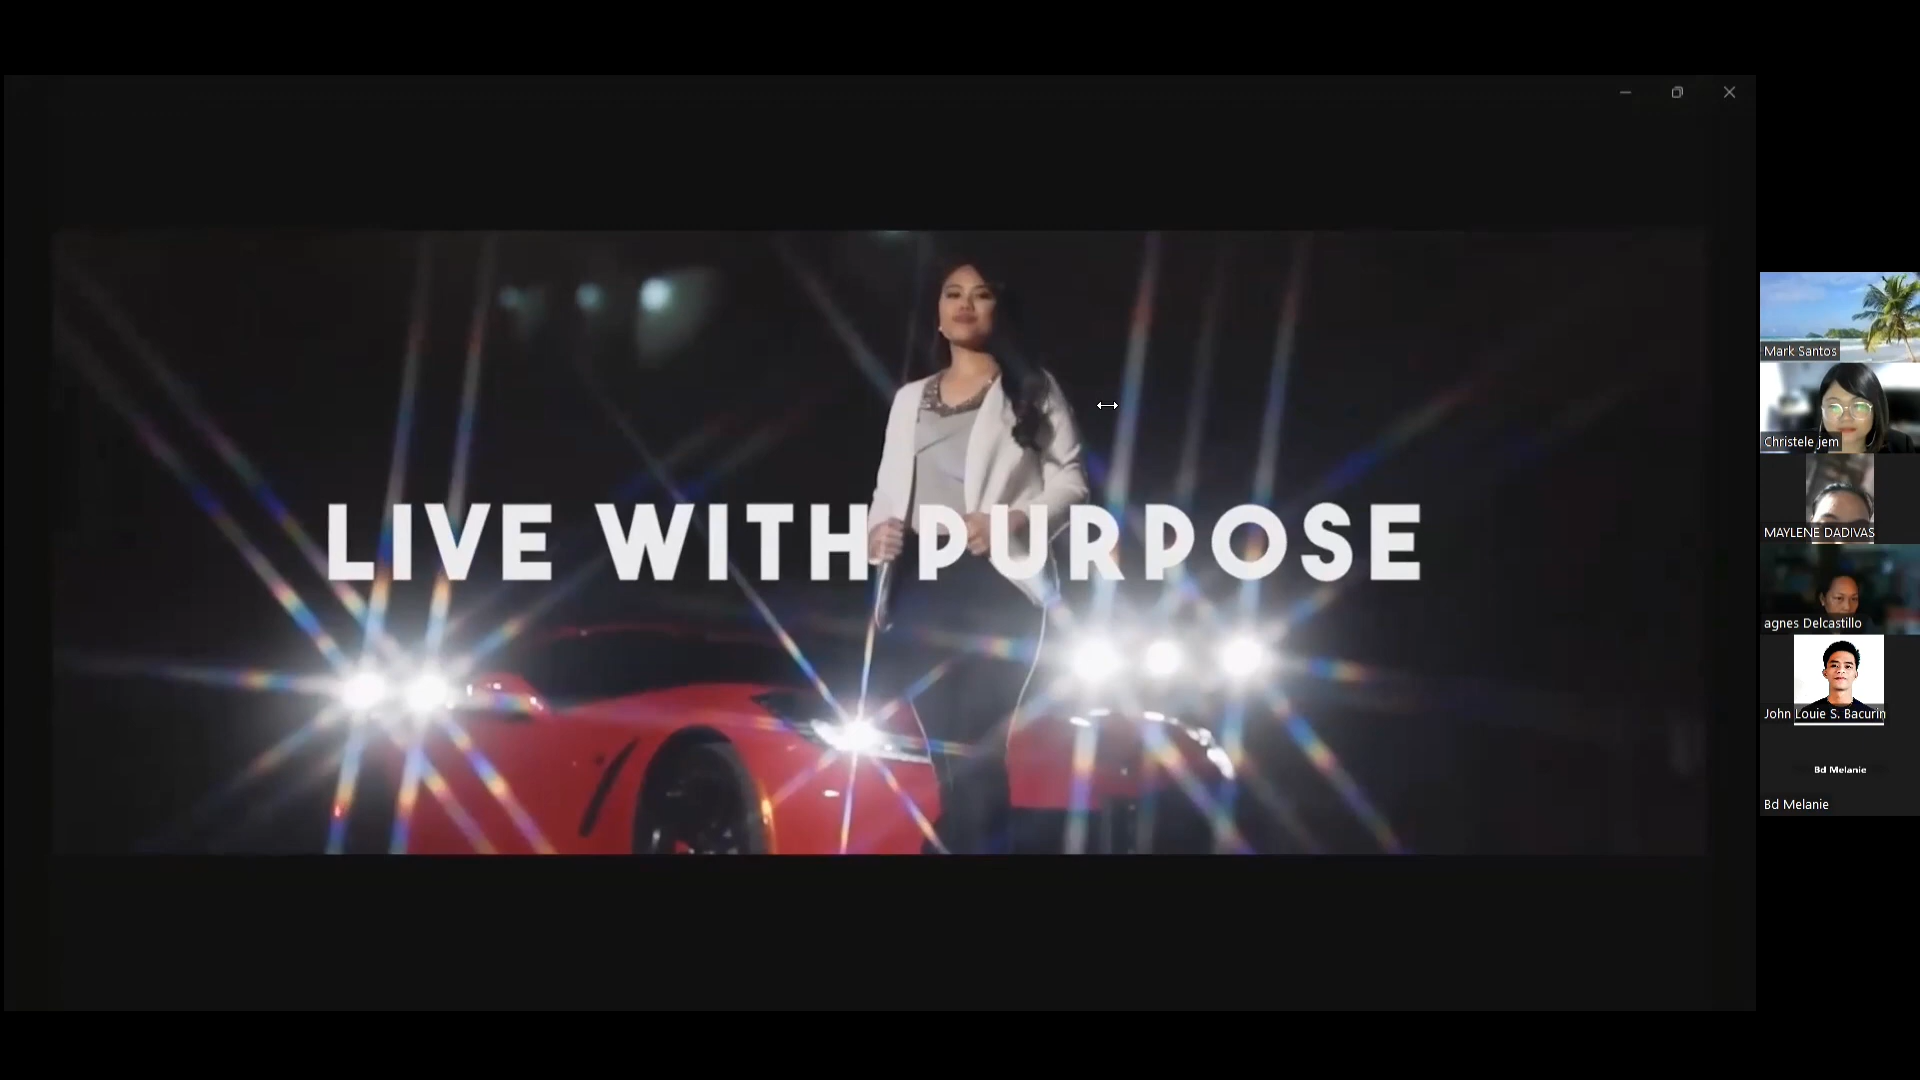 LIVE WITH PURPOSE
Mark Santos
Christele jem
MAYLENE DADIVAS
agnes Delcastillo
John Louie S. Bacurin
Bd Melanie
Bd Melanie